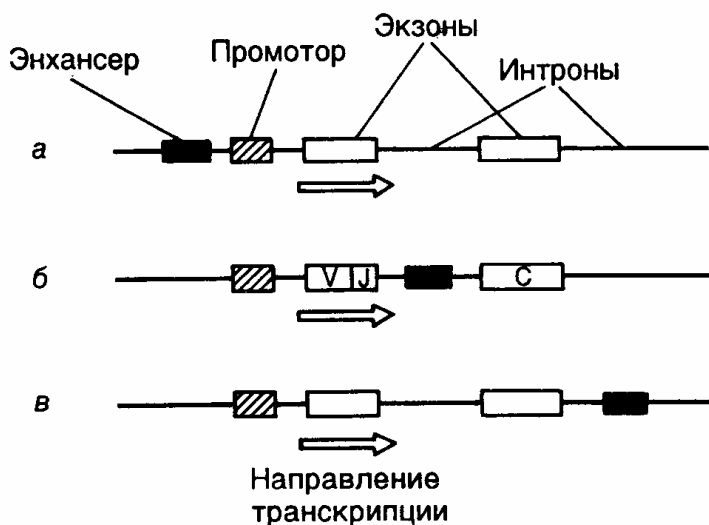 Экзоны
Энхансер
Промотор
Интроны
а
б
V J
C
в
Направление
транскрипции